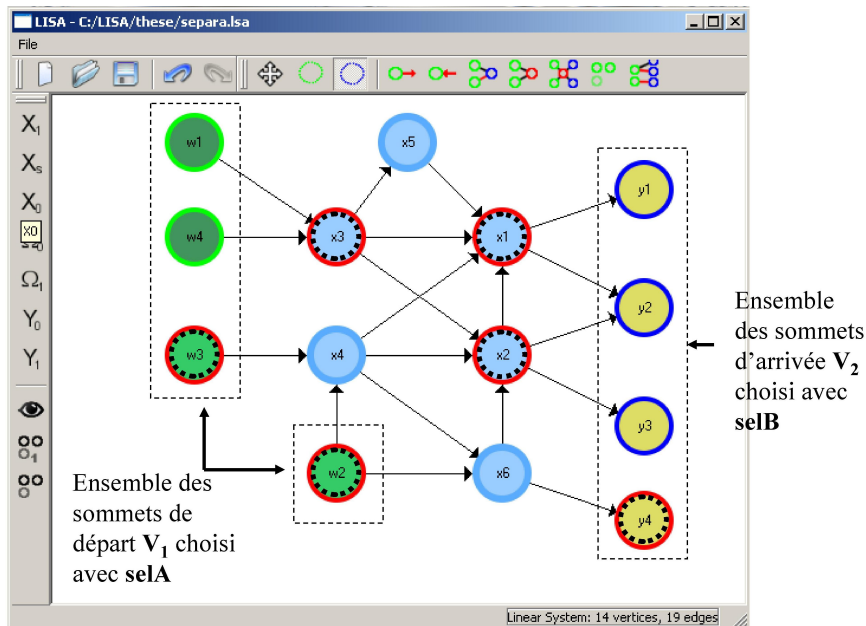 LISA - C:/LISA/these/separa.lsa
File
X1
Xs
X0
X0
Ω1
Y0
Y1
w1
x5
y1
w4
x3
x1
y2
w3
x4
x2
y3
w2
x6
y4
Ensemble
des sommets
d'arrivée V2
choisi avec
selB
Ensemble des
sommets de
départ V1 choisi
avec selA
Linear System: 14 vertices, 19 edges